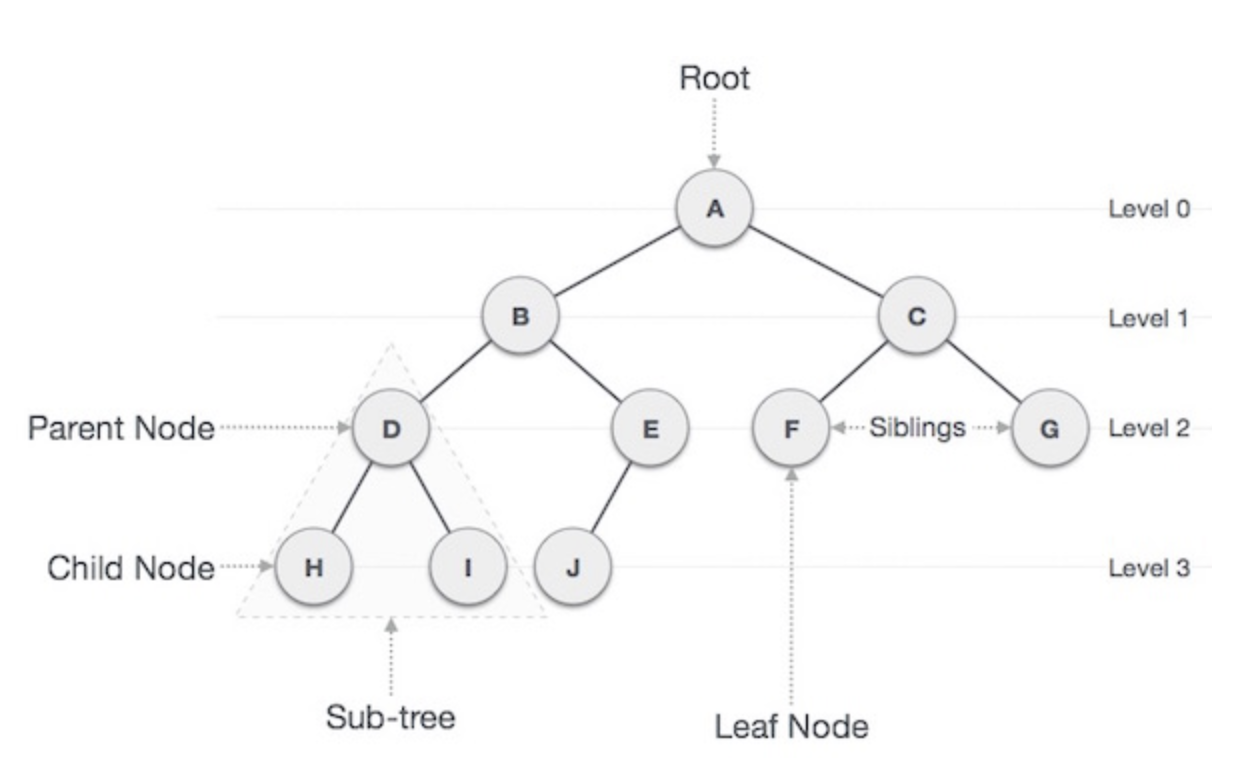 Root
A
Level 0
B
C
Level 1
Parent Node
D
E
F
Siblings
G
Level 2
Child Node
H
I
J
Level 3
Sub-tree
Leaf Node